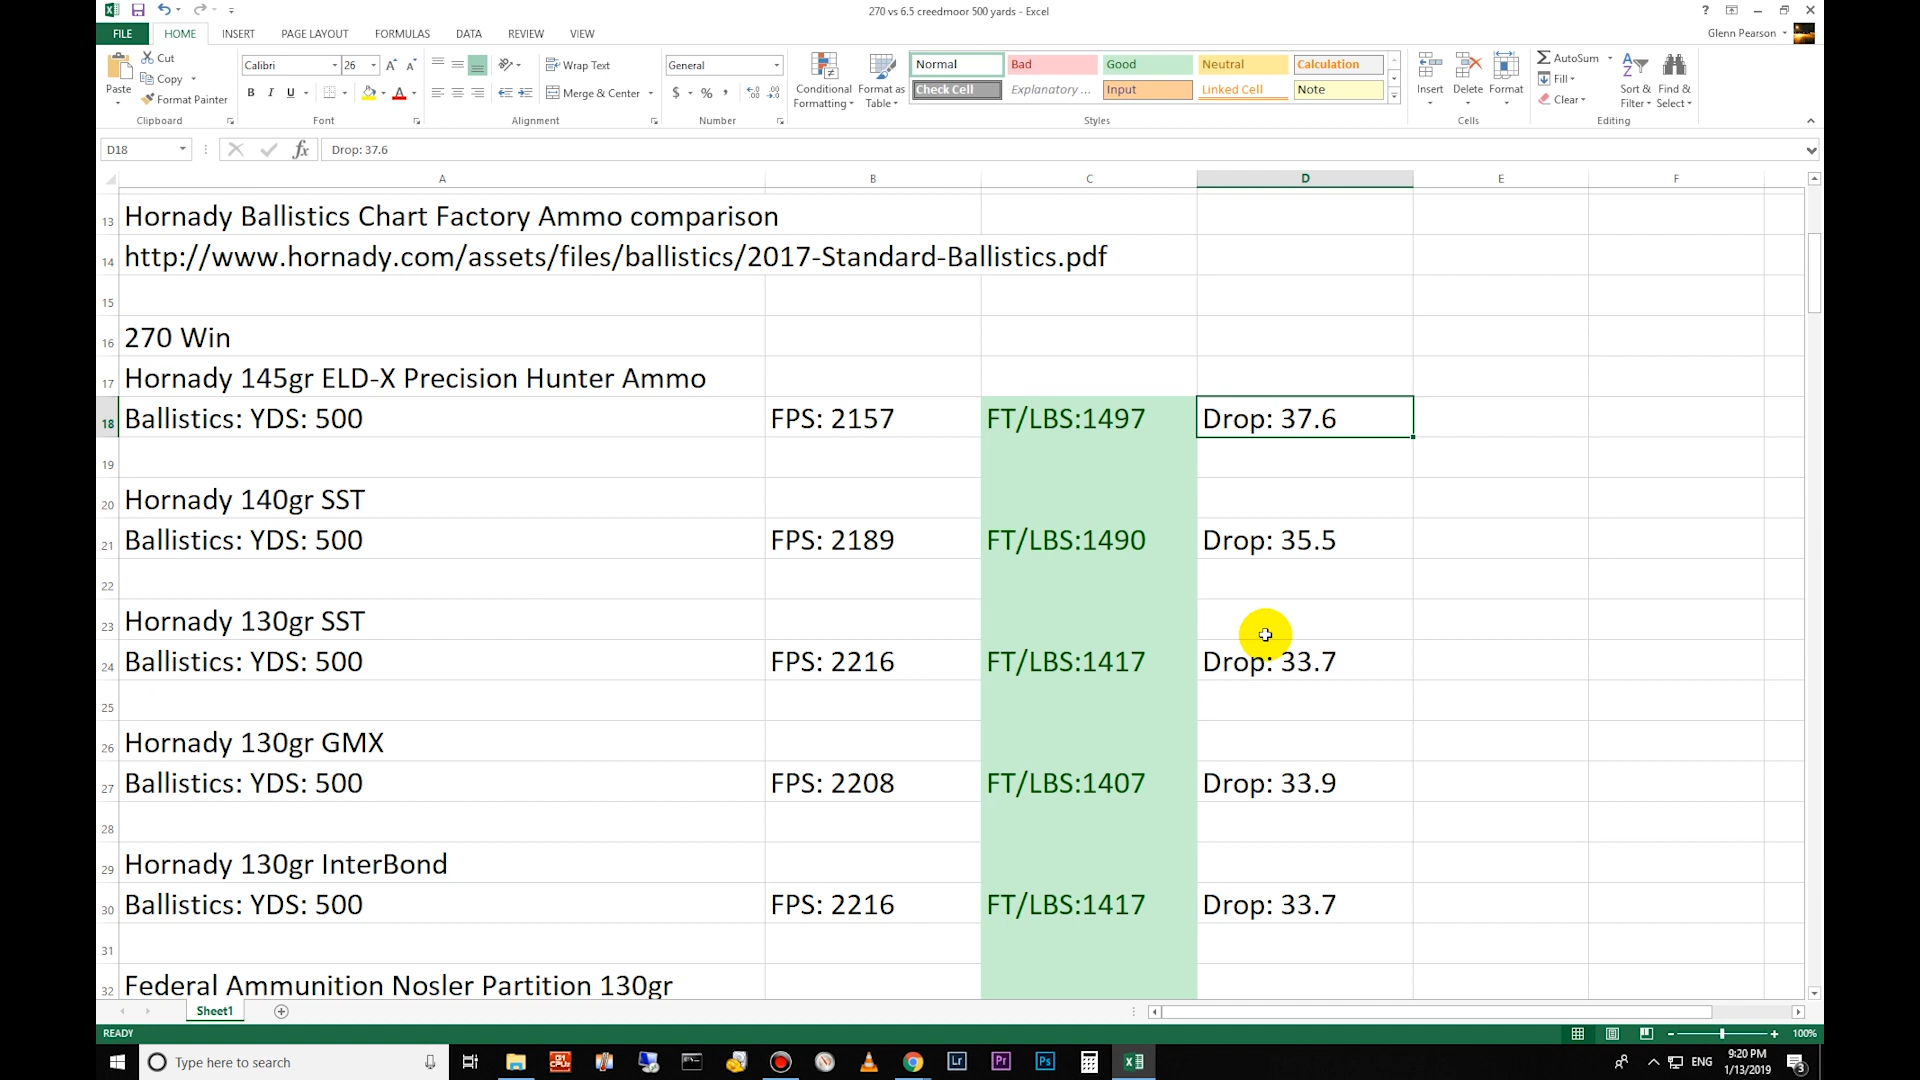 270 vs 6.5 creedmoor 500 yards - Excel
FILE HOME INSERT PAGE LAYOUT FORMULAS DATA REVIEW VIEW
Glenn Pearson
Paste
Cut
Copy
Format Painter
Clipboard
Calibri 26
B I U
Font
Wrap Text
Merge & Center
Alignment
General
$ % ,
Number
Conditional Formatting
Format as Table
Normal Bad Good Neutral Calculation
Check Cell Explanatory ... Input Linked Cell Note
Styles
Insert Delete Format
Cells
AutoSum
Fill
Clear
Sort & Filter
Find & Select
Editing
D18 fx Drop: 37.6
A B C D E F
13 Hornady Ballistics Chart Factory Ammo comparison
14 http://www.hornady.com/assets/files/ballistics/2017-Standard-Ballistics.pdf
15
16 270 Win
17 Hornady 145gr ELD-X Precision Hunter Ammo
18 Ballistics: YDS: 500 FPS: 2157 FT/LBS:1497 Drop: 37.6
19
20 Hornady 140gr SST
21 Ballistics: YDS: 500 FPS: 2189 FT/LBS:1490 Drop: 35.5
22
23 Hornady 130gr SST
24 Ballistics: YDS: 500 FPS: 2216 FT/LBS:1417 Drop: 33.7
25
26 Hornady 130gr GMX
27 Ballistics: YDS: 500 FPS: 2208 FT/LBS:1407 Drop: 33.9
28
29 Hornady 130gr InterBond
30 Ballistics: YDS: 500 FPS: 2216 FT/LBS:1417 Drop: 33.7
31
32 Federal Ammunition Nosler Partition 130gr
Sheet1
READY 100%
Type here to search
Lr Pr Ps
ENG
9:20 PM
1/13/2019
3